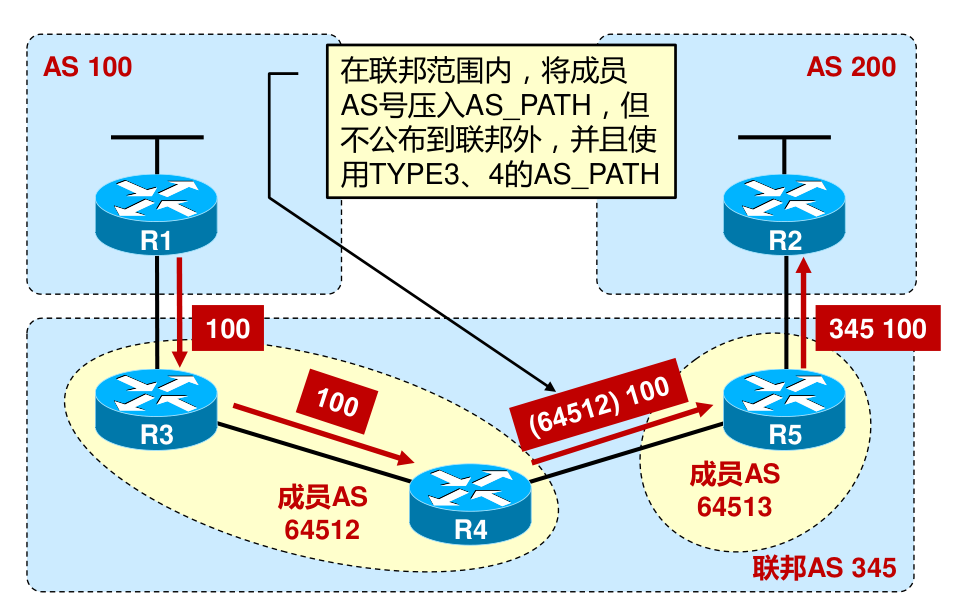 AS 100
在联邦范围内，将成员
AS号压入AS_PATH，但
不公布到联邦外，并且使
用TYPE3、4的AS_PATH
AS 200
R1
R2
100
345 100
100
(64512) 100
R3
R4
R5
成员AS
64512
成员AS
64513
联邦AS 345